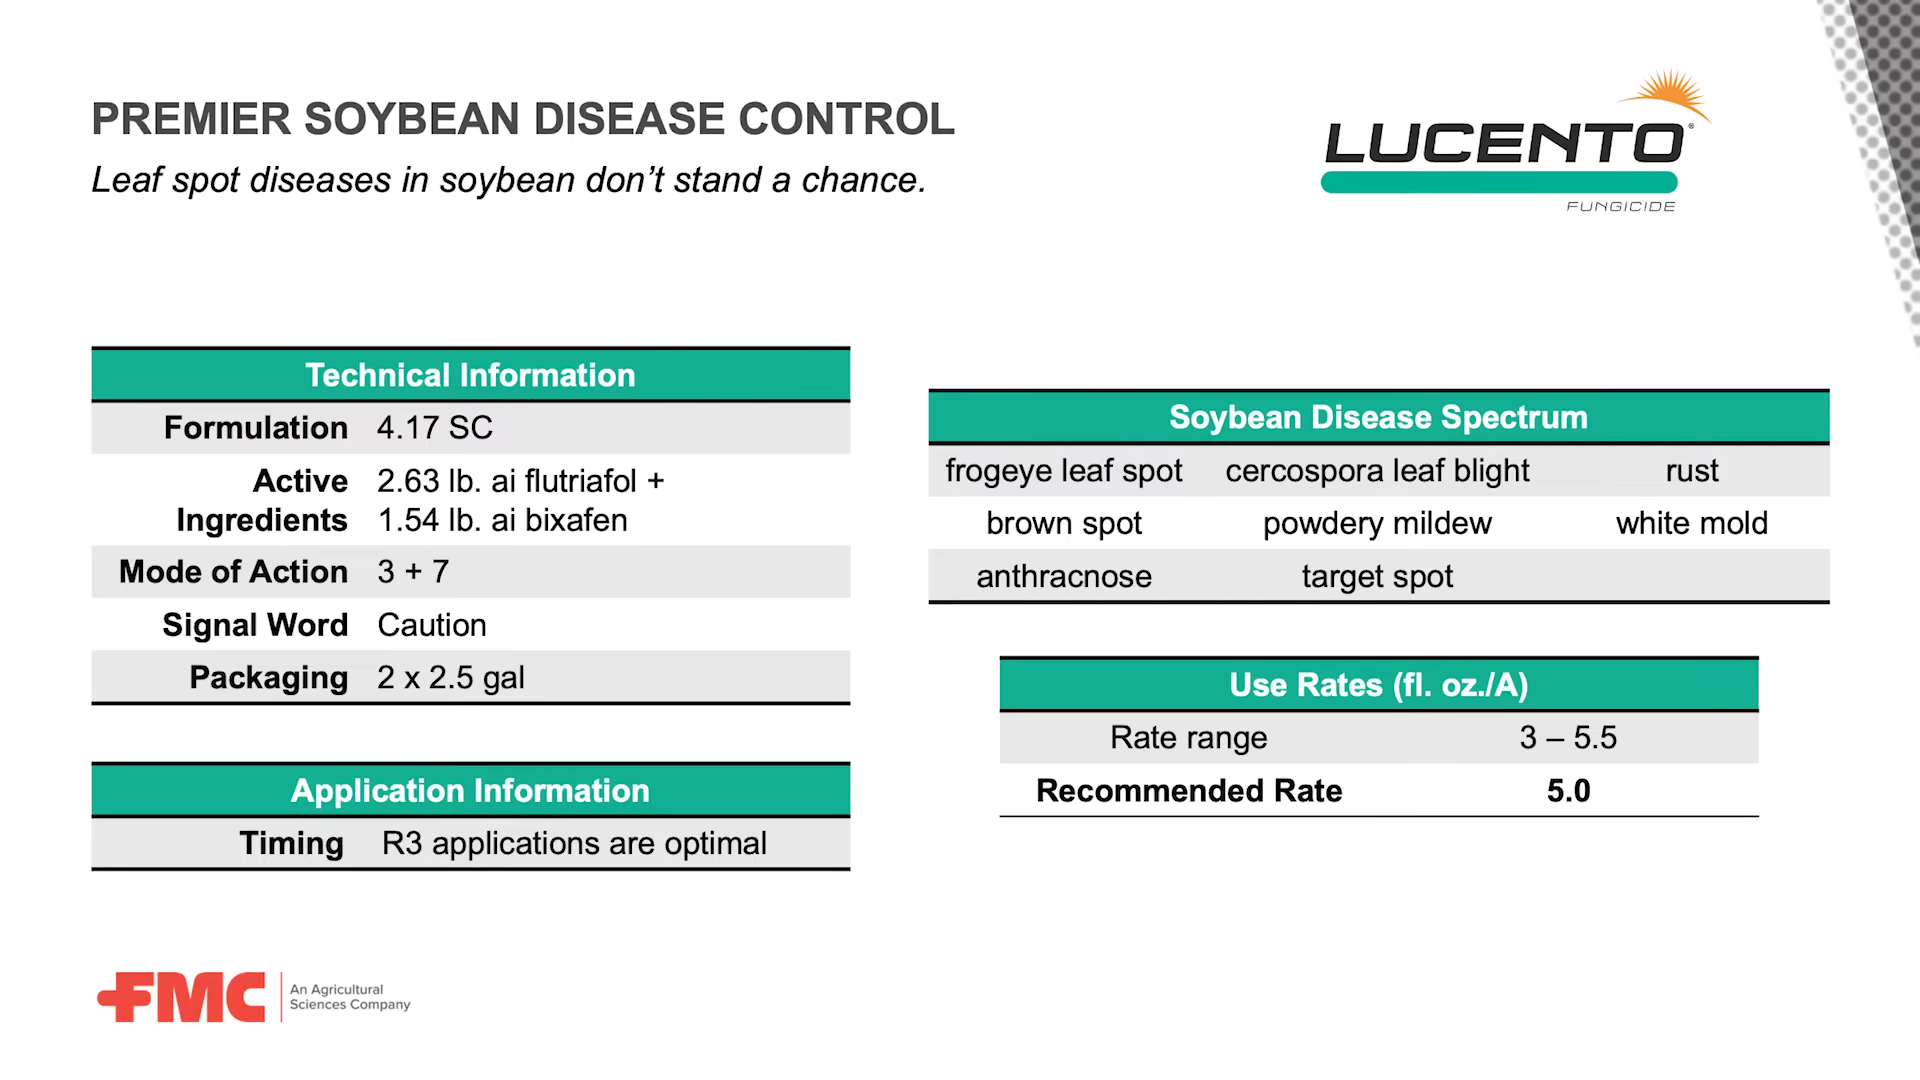 PREMIER SOYBEAN DISEASE CONTROL
Leaf spot diseases in soybean don’t stand a chance.
LUCENTO®
FUNGICIDE
Technical Information
Formulation 4.17 SC
Active 2.63 lb. ai flutriafol +
Ingredients 1.54 lb. ai bixafen
Mode of Action 3 + 7
Signal Word Caution
Packaging 2 x 2.5 gal
Application Information
Timing R3 applications are optimal
Soybean Disease Spectrum
frogeye leaf spot cercospora leaf blight rust
brown spot powdery mildew white mold
anthracnose target spot
Use Rates (fl. oz./A)
Rate range 3 – 5.5
Recommended Rate 5.0
FMC
An Agricultural
Sciences Company